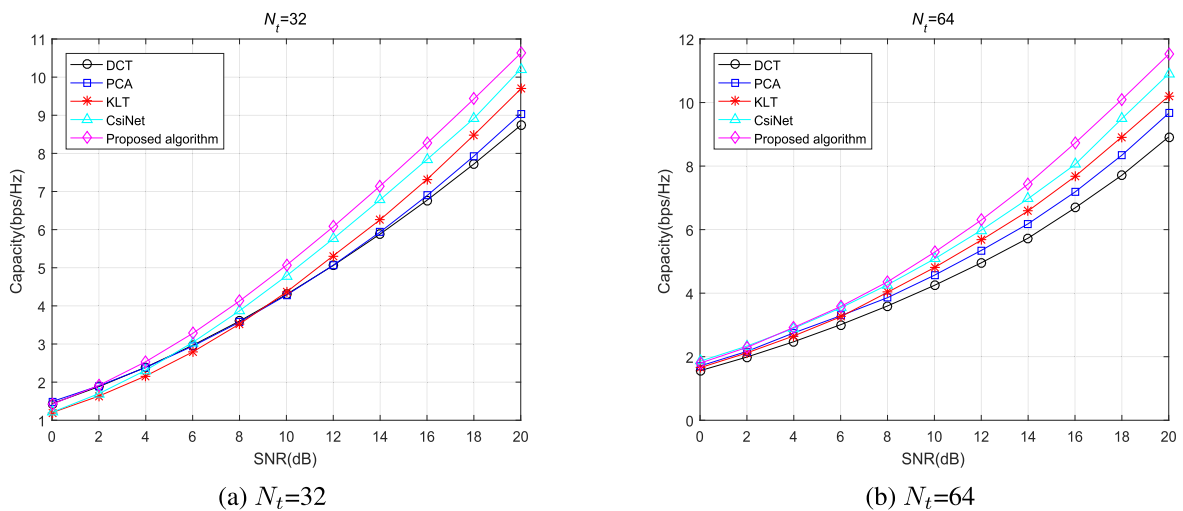 N_t=32
Capacity(bps/Hz)
11
10
9
8
7
6
5
4
3
2
1
DCT
PCA
KLT
CsiNet
Proposed algorithm
0 2 4 6 8 10 12 14 16 18 20
SNR(dB)
(a) N_t=32
N_t=64
Capacity(bps/Hz)
12
10
8
6
4
2
0
DCT
PCA
KLT
CsiNet
Proposed algorithm
0 2 4 6 8 10 12 14 16 18 20
SNR(dB)
(b) N_t=64